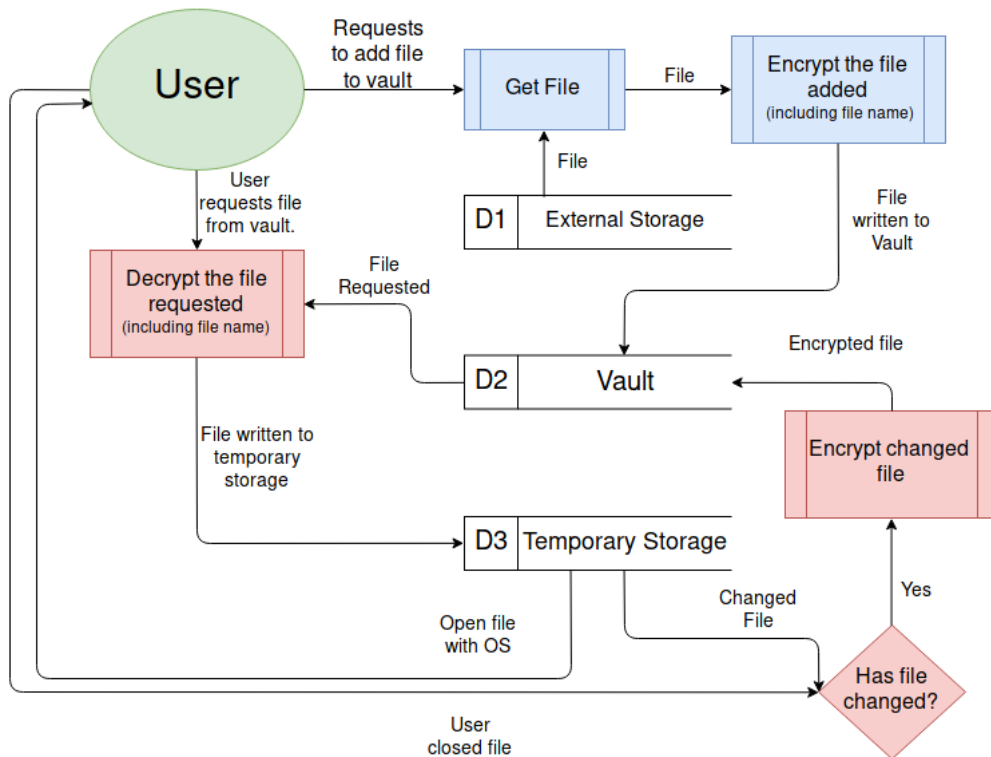 Requests
to add file
to vault
User
Get File
File
Encrypt the file
added
(including file name)
File
D1
External Storage
User
requests file
from vault.
File
written to
Vault
Decrypt the file
requested
(including file name)
File
Requested
D2
Vault
Encrypted file
File written to
temporary
storage
Encrypt changed
file
D3
Temporary Storage
Changed
File
Yes
Open file
with OS
Has file
changed?
User
closed file